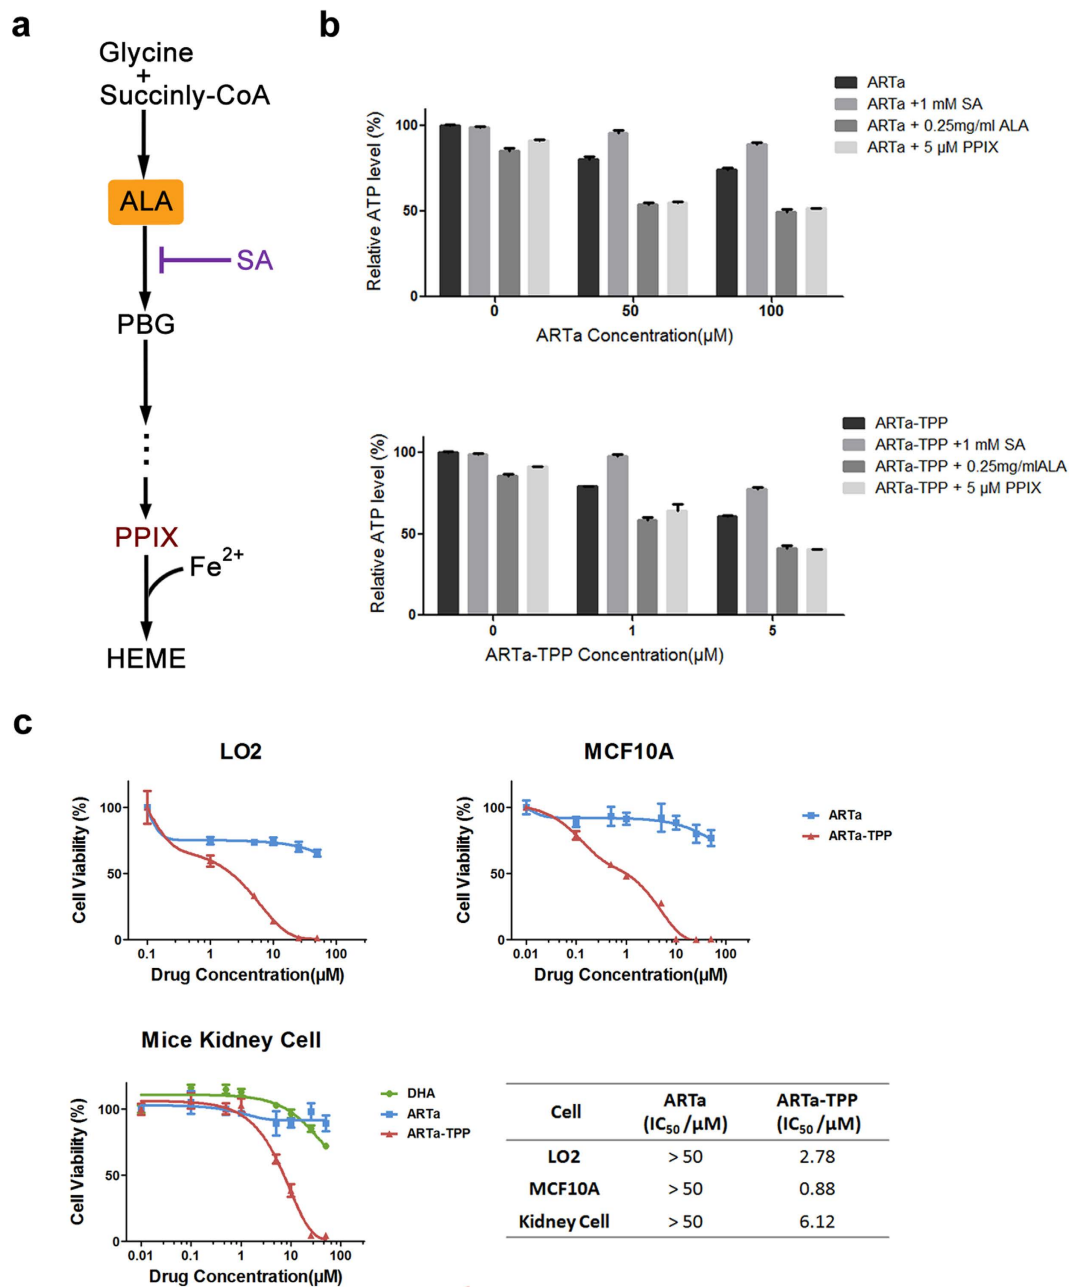 a
Glycine
+
Succinly-CoA
ALA
SA
PBG
PPIX
Fe2+
HEME
b
Relative ATP level (%)
100
50
0
0
50
100
ARTa Concentration(µM)
ARTa
ARTa +1 mM SA
ARTa + 0.25mg/ml ALA
ARTa + 5 µM PPIX
Relative ATP level (%)
100
50
0
0
1
5
ARTa-TPP Concentration(µM)
ARTa-TPP
ARTa-TPP +1 mM SA
ARTa-TPP + 0.25mg/mlALA
ARTa-TPP + 5 µM PPIX
c
LO2
Cell Viability (%)
100
50
0
0.1
1
10
100
Drug Concentration(µM)
MCF10A
Cell Viability (%)
100
50
0
0.01
0.1
1
10
100
Drug Concentration(µM)
ARTa
ARTa-TPP
Mice Kidney Cell
Cell Viability (%)
100
50
0
0.01
0.1
1
10
100
Drug Concentration(µM)
DHA
ARTa
ARTa-TPP
Cell ARTa ARTa-TPP
(IC50 /µM) (IC50 /µM)
LO2 > 50 2.78
MCF10A > 50 0.88
Kidney Cell > 50 6.12